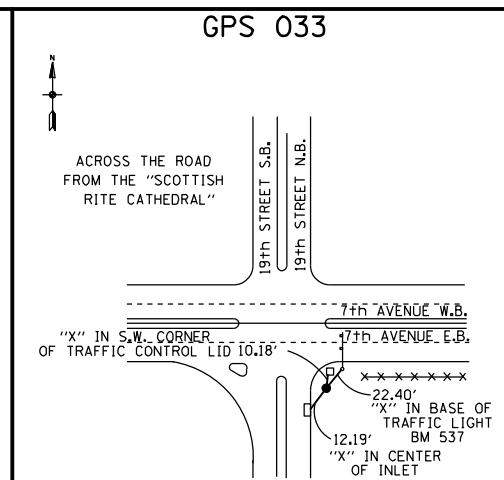 GPS 033
N
ACROSS THE ROAD
FROM THE "SCOTTISH
RITE CATHEDRAL"
19th STREET S.B.
19th STREET N.B.
7th AVENUE W.B.
7th AVENUE E.B.
"X" IN S.W. CORNER
OF TRAFFIC CONTROL LID 10.18'
22.40'
"X" IN BASE OF
TRAFFIC LIGHT
BM 537
12.19'
"X" IN CENTER
OF INLET